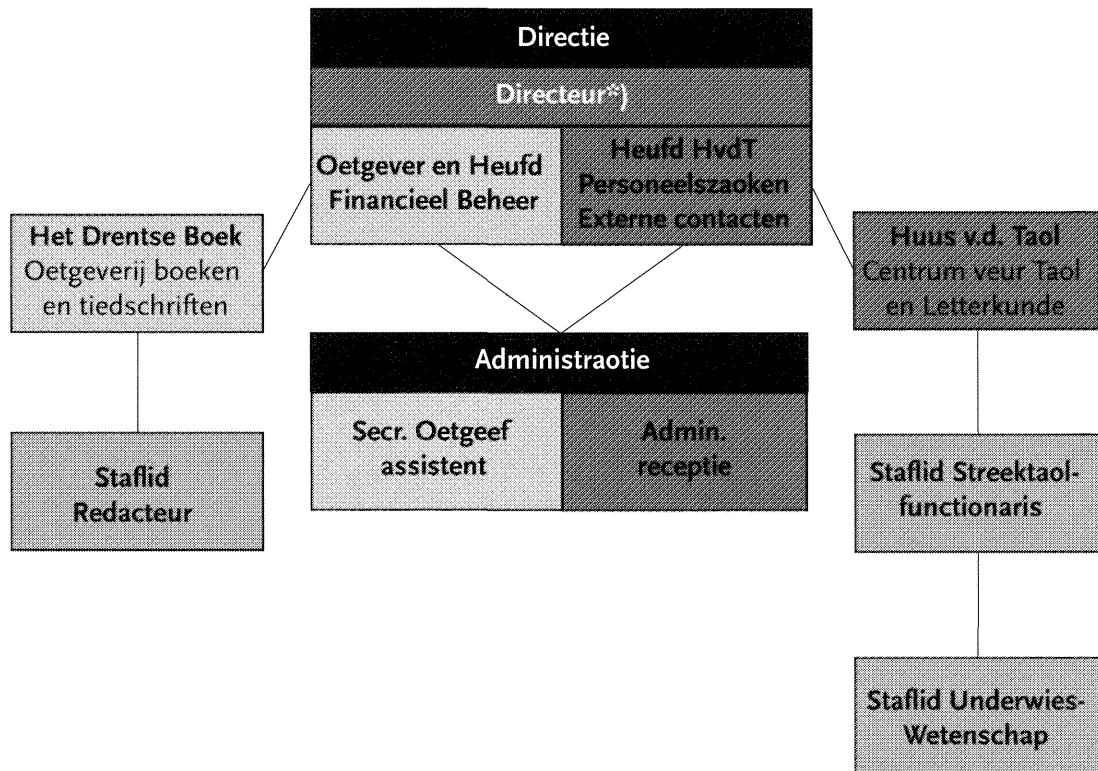 Directie
Directeur*)
Oetgever en Heufd
Financieel Beheer
Heufd HvdT
Personeelszaoken
Externe contacten
Het Drentse Boek
Oetgeverij boeken
en tiedschriften
Huus v.d. Taol
Centrum veur Taol
en Letterkunde
Administraotie
Secr. Oetgeef
assistent
Admin.
receptie
Staflid
Redacteur
Staflid Streektaol-
functionaris
Staflid Underwies-
Wetenschap